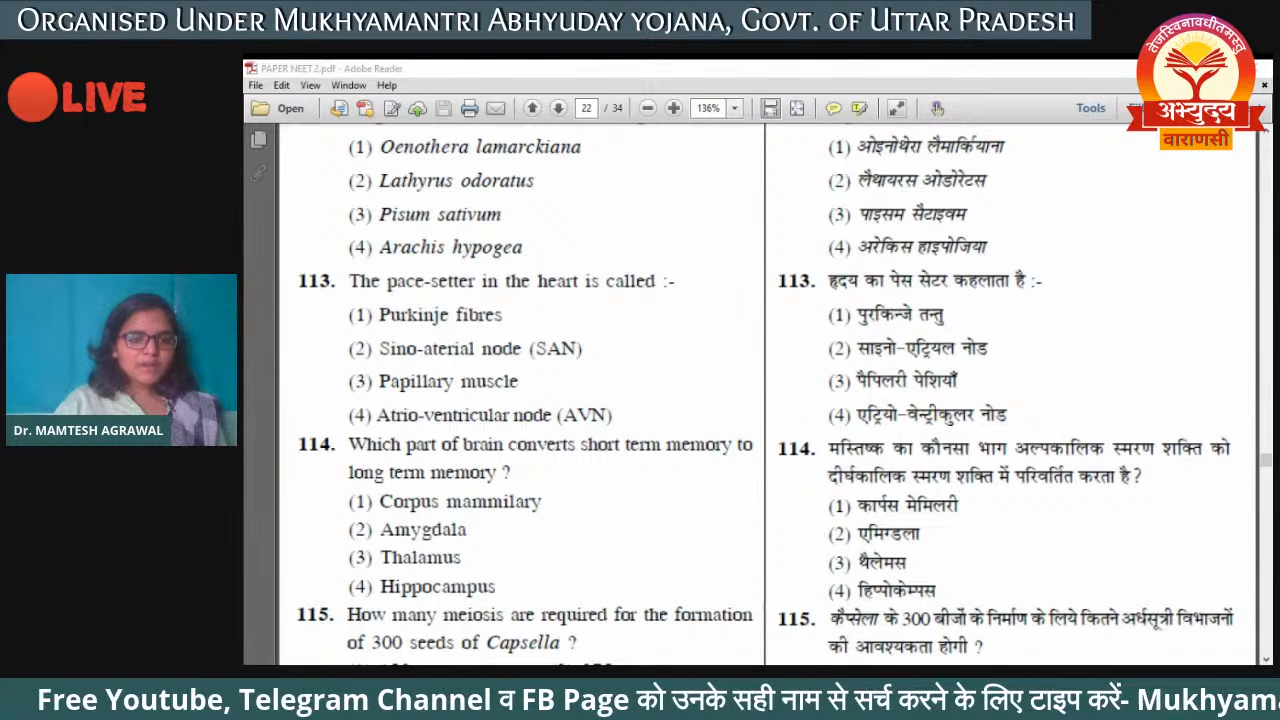 ORGANISED UNDER MUKHYAMANTRI ABHYUDAY YOJANA, GOVT. OF UTTAR PRADESH
तेजस्विनावधीतमस्तु
अभ्युदय
वाराणसी
LIVE
PAPER NEET 2.pdf - Adobe Reader
File Edit View Window Help
Open 22 / 34 136% Tools
(1) Oenothera lamarckiana
(2) Lathyrus odoratus
(3) Pisum sativum
(4) Arachis hypogea
113. The pace-setter in the heart is called :-
(1) Purkinje fibres
(2) Sino-aterial node (SAN)
(3) Papillary muscle
(4) Atrio-ventricular node (AVN)
114. Which part of brain converts short term memory to
long term memory ?
(1) Corpus mammilary
(2) Amygdala
(3) Thalamus
(4) Hippocampus
115. How many meiosis are required for the formation
of 300 seeds of Capsella ?
(1) ओइनोथेरा लैमार्कियाना
(2) लैथायरस ओडोरेटस
(3) पाइसम सैटाइवम
(4) अरेकिस हाइपोजिया
113. हृदय का पेस सेटर कहलाता है :-
(1) पुरकिन्जे तन्तु
(2) साइनो-एट्रियल नोड
(3) पैपिलरी पेशियाँ
(4) एट्रियो-वेन्ट्रीकुलर नोड
114. मस्तिष्क का कौनसा भाग अल्पकालिक स्मरण शक्ति को
दीर्घकालिक स्मरण शक्ति में परिवर्तित करता है?
(1) कार्पस मेमिलरी
(2) एमिग्डला
(3) थैलेमस
(4) हिप्पोकेम्पस
115. कैप्सेला के 300 बीजों के निर्माण के लिये कितने अर्धसूत्री विभाजनों
की आवश्यकता होगी ?
Dr. MAMTESH AGRAWAL
Free Youtube, Telegram Channel व FB Page को उनके सही नाम से सर्च करने के लिए टाइप करें- Mukhyam